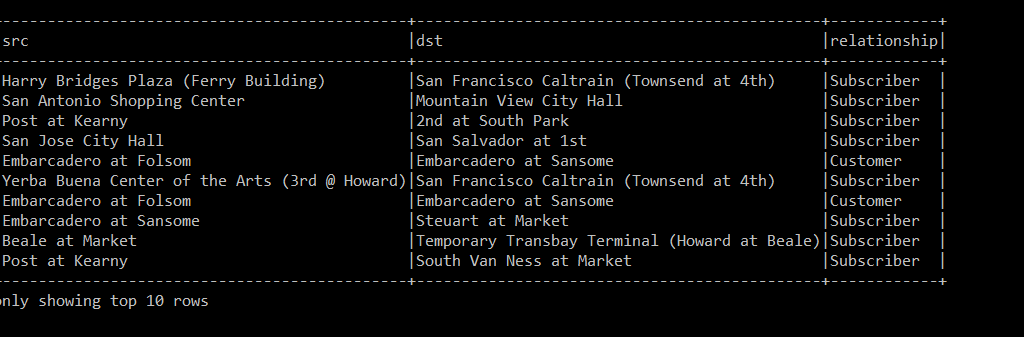 -----------------------------------------+---------------------------------------------+------------+
src                                      |dst                                          |relationship|
-----------------------------------------+---------------------------------------------+------------+
Harry Bridges Plaza (Ferry Building)     |San Francisco Caltrain (Townsend at 4th)     |Subscriber  |
San Antonio Shopping Center              |Mountain View City Hall                      |Subscriber  |
Post at Kearny                           |2nd at South Park                            |Subscriber  |
San Jose City Hall                       |San Salvador at 1st                          |Subscriber  |
Embarcadero at Folsom                    |Embarcadero at Sansome                       |Customer    |
Yerba Buena Center of the Arts (3rd @ Howard)|San Francisco Caltrain (Townsend at 4th)     |Subscriber  |
Embarcadero at Folsom                    |Embarcadero at Sansome                       |Customer    |
Embarcadero at Sansome                   |Steuart at Market                            |Subscriber  |
Beale at Market                          |Temporary Transbay Terminal (Howard at Beale)|Subscriber  |
Post at Kearny                           |South Van Ness at Market                     |Subscriber  |
-----------------------------------------+---------------------------------------------+------------+
only showing top 10 rows